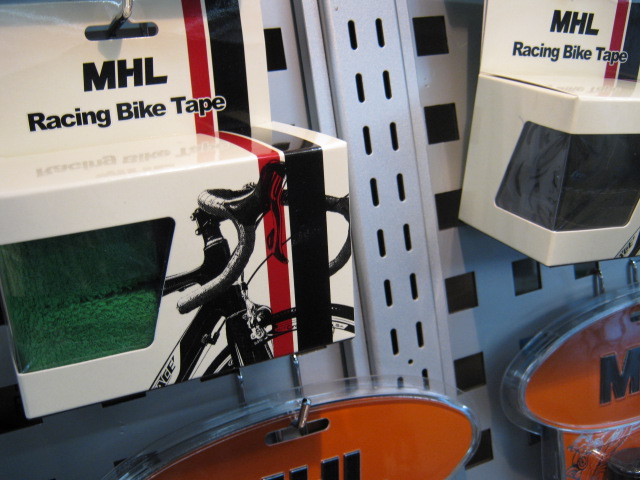 MHL
Racing Bike Tape
MHL
Racing Bike Tape